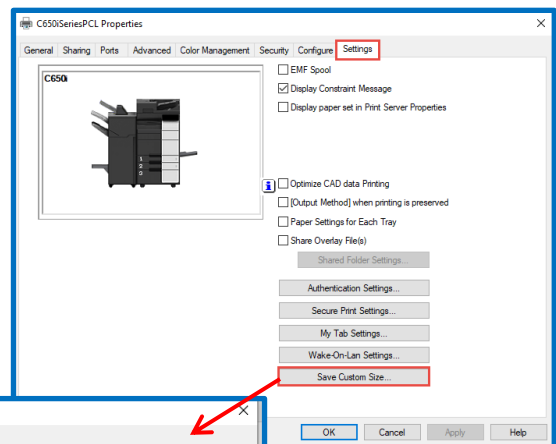 C650iSeriesPCL Properties
General Sharing Ports Advanced Color Management Security Configure Settings
C650i
EMF Spool
Display Constraint Message
Display paper set in Print Server Properties
Optimize CAD data Printing
[Output Method] when printing is preserved
Paper Settings for Each Tray
Share Overlay File(s)
Shared Folder Settings...
Authentication Settings...
Secure Print Settings...
My Tab Settings...
Wake-On-Lan Settings...
Save Custom Size...
OK Cancel Apply Help